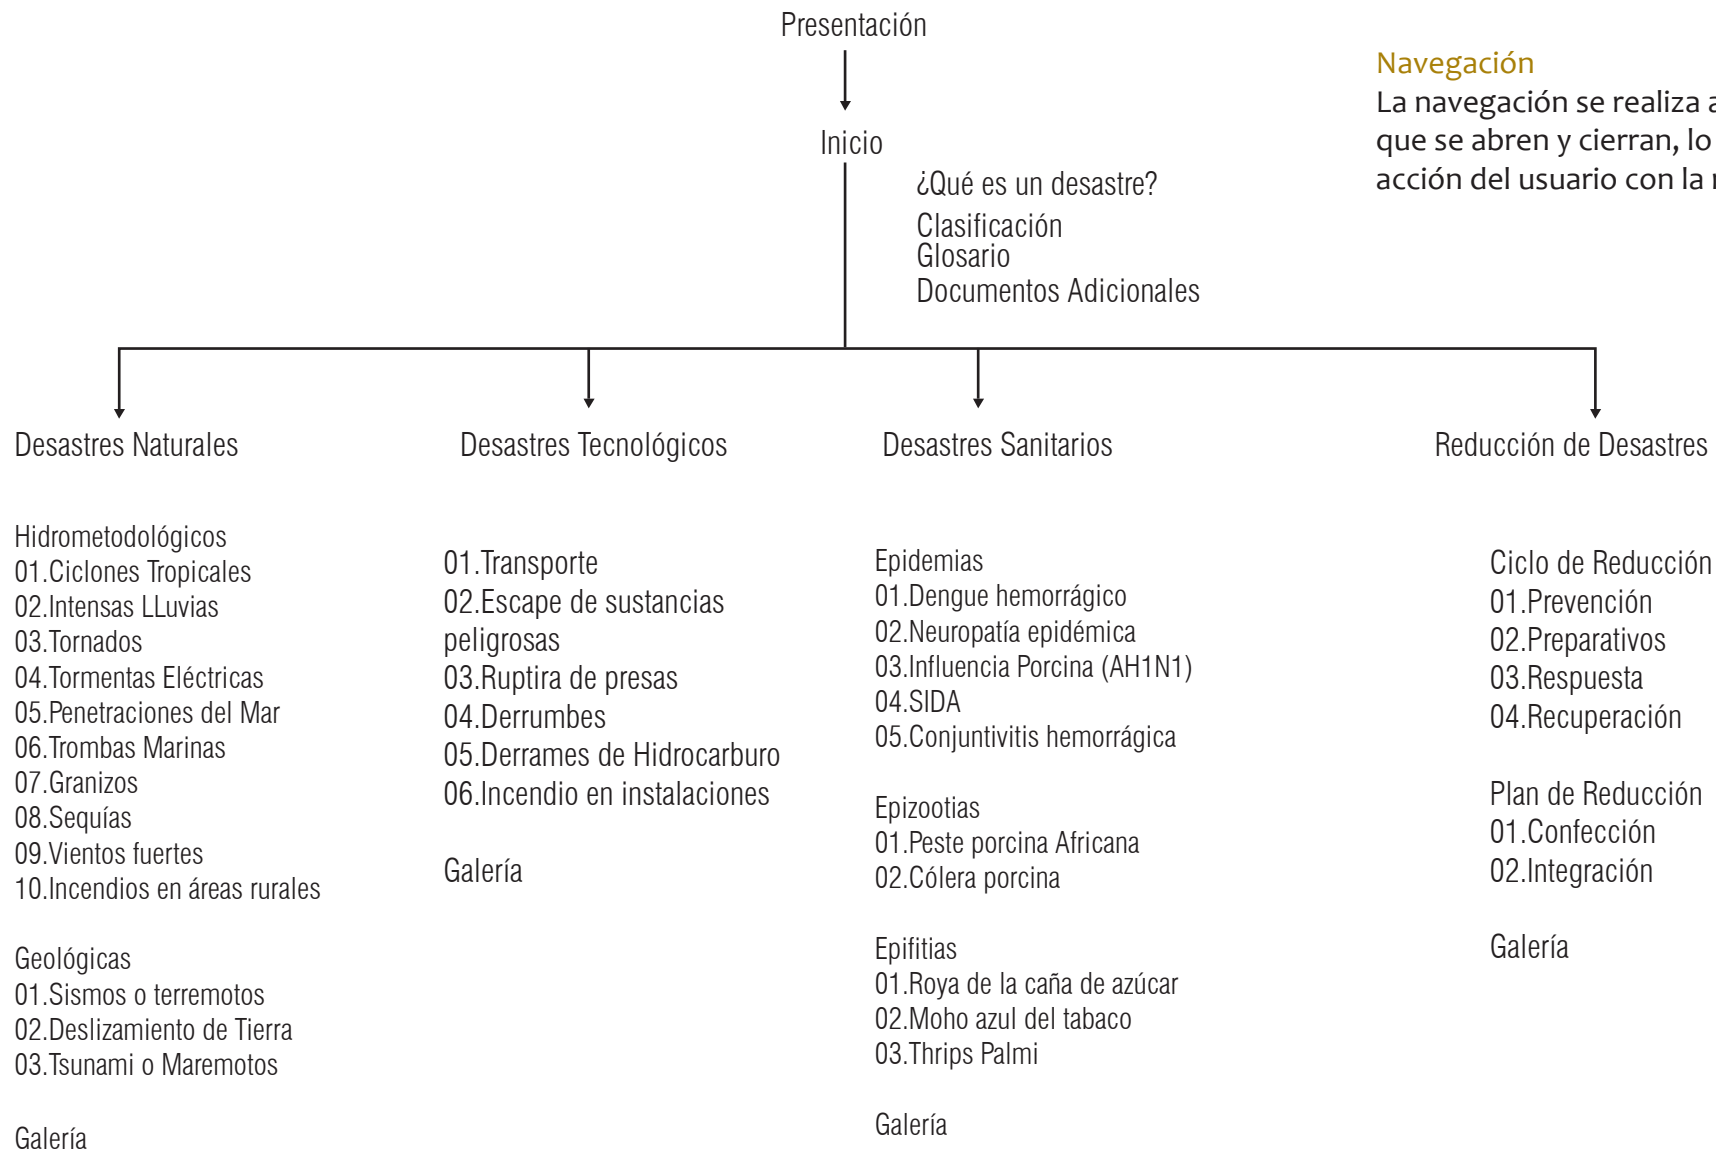 Presentación
Navegación
La navegación se realiza a
que se abren y cierran, lo
acción del usuario con la
Inicio
¿Qué es un desastre?
Clasificación
Glosario
Documentos Adicionales
Desastres Naturales
Hidrometodológicos
01.Ciclones Tropicales
02.Intensas LLuvias
03.Tornados
04.Tormentas Eléctricas
05.Penetraciones del Mar
06.Trombas Marinas
07.Granizos
08.Sequías
09.Vientos fuertes
10.Incendios en áreas rurales
Geológicas
01.Sismos o terremotos
02.Deslizamiento de Tierra
03.Tsunami o Maremotos
Galería
Desastres Tecnológicos
01.Transporte
02.Escape de sustancias
peligrosas
03.Ruptira de presas
04.Derrumbes
05.Derrames de Hidrocarburo
06.Incendio en instalaciones
Galería
Desastres Sanitarios
Epidemias
01.Dengue hemorrágico
02.Neuropatía epidémica
03.Influencia Porcina (AH1N1)
04.SIDA
05.Conjuntivitis hemorrágica
Epizootias
01.Peste porcina Africana
02.Cólera porcina
Epifitias
01.Roya de la caña de azúcar
02.Moho azul del tabaco
03.Thrips Palmi
Galería
Reducción de Desastres
Ciclo de Reducción
01.Prevención
02.Preparativos
03.Respuesta
04.Recuperación
Plan de Reducción
01.Confección
02.Integración
Galería